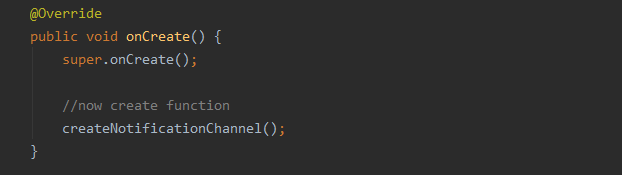 @Override
public void onCreate() {
super.onCreate();
//now create function
createNotificationChannel();
}